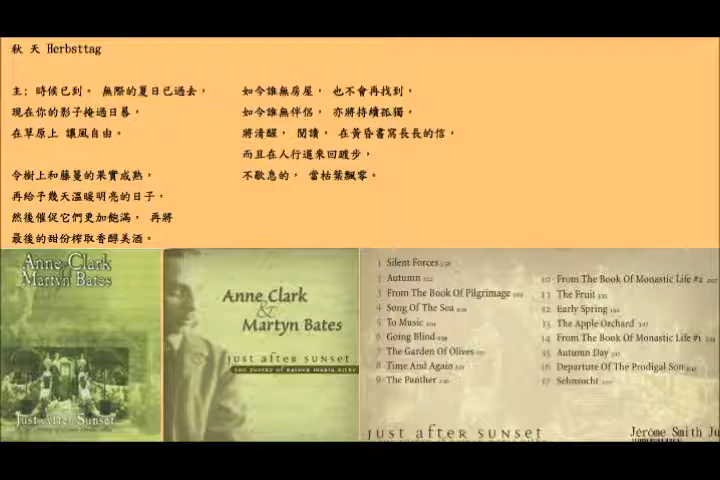 秋 天 Herbsttag
主: 時候已到。 無際的夏日已過去,
現在你的影子掩過日晷,
在草原上 讓風自由。
令樹上和藤蔓的果實成熟,
再給予幾天溫暖明亮的日子,
然後催促它們更加飽滿, 再將
最後的甜份榨取香醇美酒。
如今誰無房屋, 也不會再找到,
如今誰無伴侶, 亦將持續孤獨,
將清醒, 閱讀, 在黃昏書寫長長的信,
而且在人行道來回踱步,
不歇息的, 當枯葉飄零。
Anne Clark
Martyn Bates
Just After Sunset
Anne Clark
&
Martyn Bates
just after sunset
THE POETRY OF RAINER MARIA RILKE
1 Silent Forces
2 Autumn
3 From The Book Of Pilgrimage
4 Song Of The Sea
5 To Music
6 Going Blind
7 The Garden Of Olives
8 Time And Again
9 The Panther
10 From The Book Of Monastic Life #2
11 The Fruit
12 Early Spring
13 The Apple Orchard
14 From The Book Of Monastic Life #1
15 Autumn Day
16 Departure Of The Prodigal Son
17 Sehnsucht
just after sunset
Jérôme Smith Ju